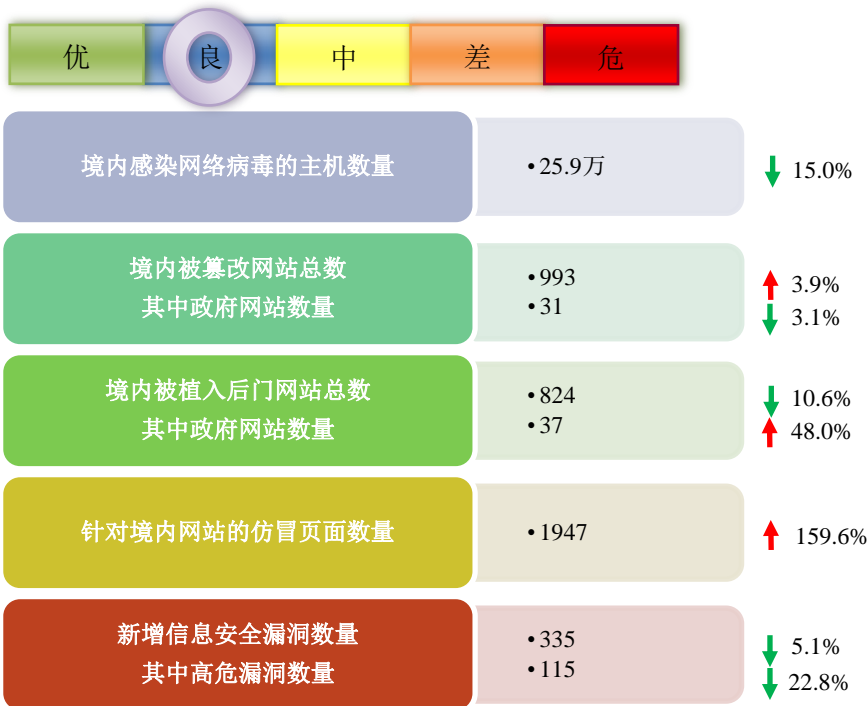 优 良 中 差 危
境内感染网络病毒的主机数量
•25.9万
15.0%
境内被篡改网站总数
其中政府网站数量
•993
•31
3.9%
3.1%
境内被植入后门网站总数
其中政府网站数量
•824
•37
10.6%
48.0%
针对境内网站的仿冒页面数量
•1947
159.6%
新增信息安全漏洞数量
其中高危漏洞数量
•335
•115
5.1%
22.8%